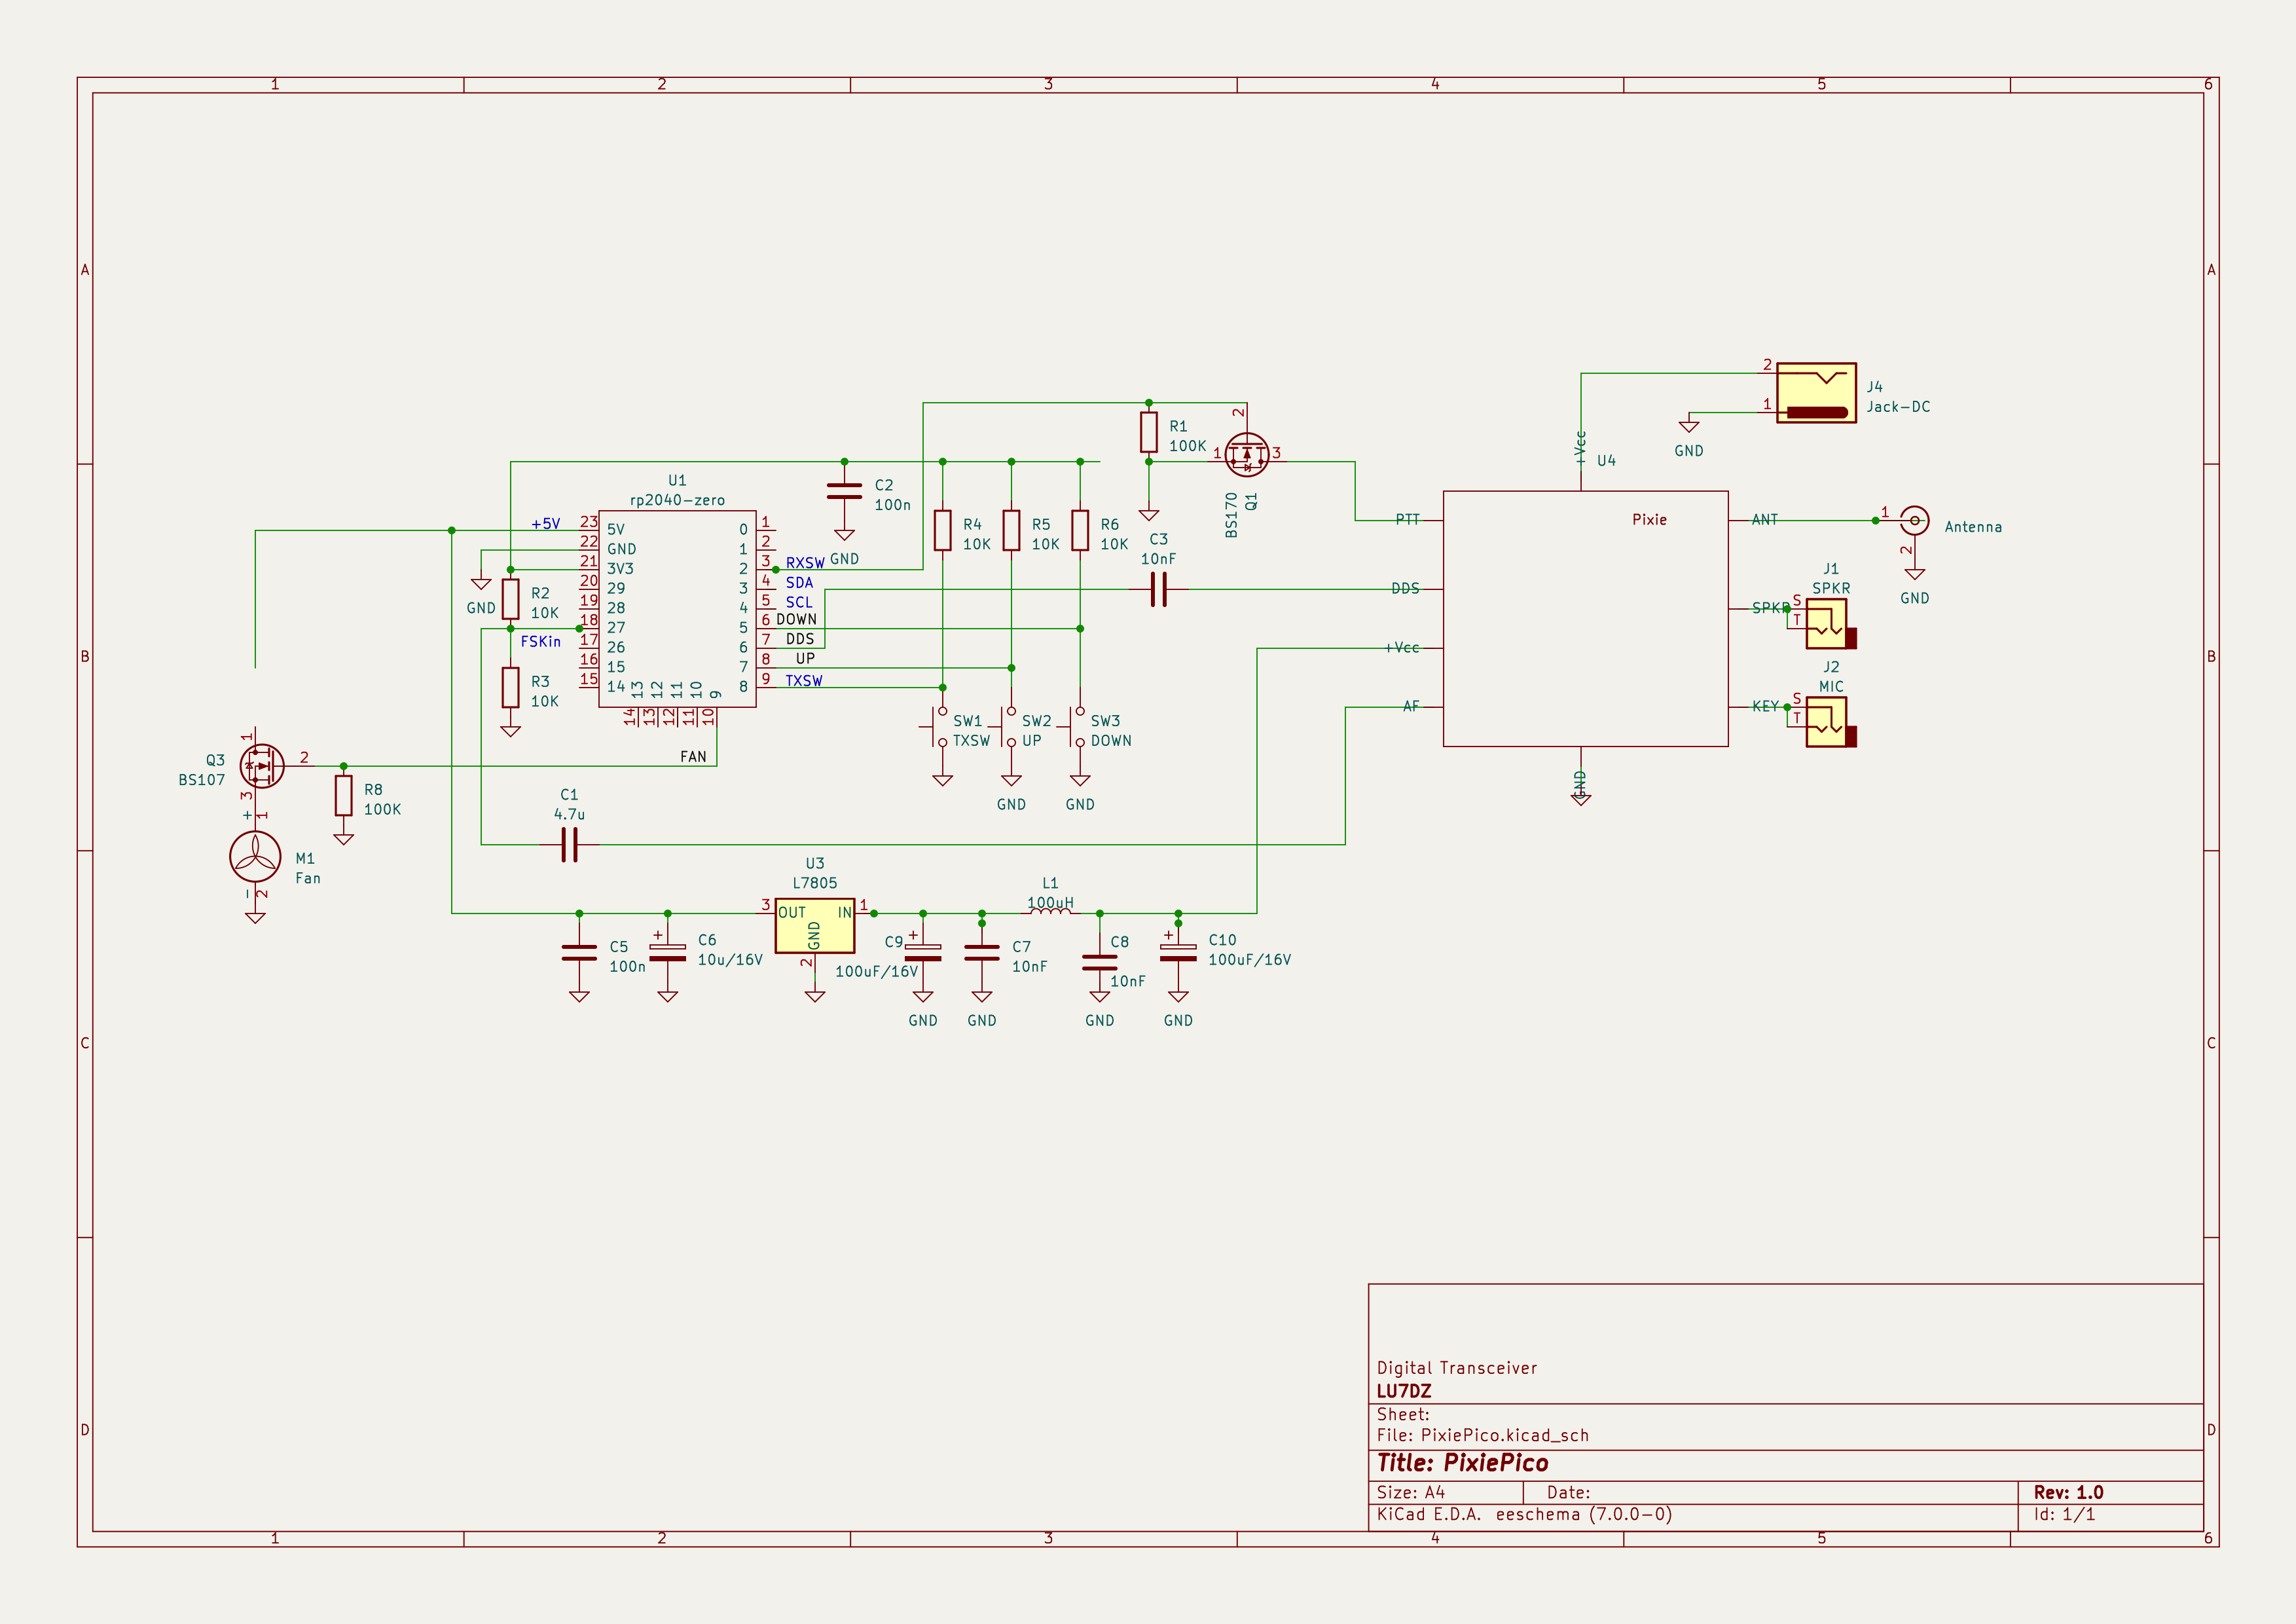 1 2 3 4 5 6
A A
B B
C C
D D
J4
Jack-DC
2
1
GND
+Vcc
U4
Pixie
PTT
DDS
+Vcc
AF
ANT
SPKR
KEY
GND
1
2
Antenna
GND
J1
SPKR
S
T
J2
MIC
S
T
R1
100K
2
1
3
BS170
Q1
C2
100n
GND
R4
10K
R5
10K
R6
10K
C3
10nF
U1
rp2040-zero
+5V
23 5V
22 GND
21 3V3
20 29
19 28
18 27
17 26
16 15
15 14
0 1
1 2
2 3 RXSW
3 4 SDA
4 5 SCL
5 6 DOWN
6 7 DDS
7 8 UP
8 9 TXSW
13 12 11 10 9
14 13 12 11 10
GND
R2
10K
FSKin
R3
10K
SW1
TXSW
SW2
UP
SW3
DOWN
GND
GND
FAN
Q3
BS107
1
2
3
R8
100K
+
1
M1
Fan
-
2
C1
4.7u
U3
L7805
3 OUT IN 1
GND
2
L1
100uH
C5
100n
+
C6
10u/16V
+
C9
100uF/16V
C7
10nF
C8
10nF
+
C10
100uF/16V
GND
GND
GND
GND
Digital Transceiver
LU7DZ
Sheet:
File: PixiePico.kicad_sch
Title: PixiePico
Size: A4 Date: Rev: 1.0
KiCad E.D.A. eeschema (7.0.0-0) Id: 1/1
1 2 3 4 5 6